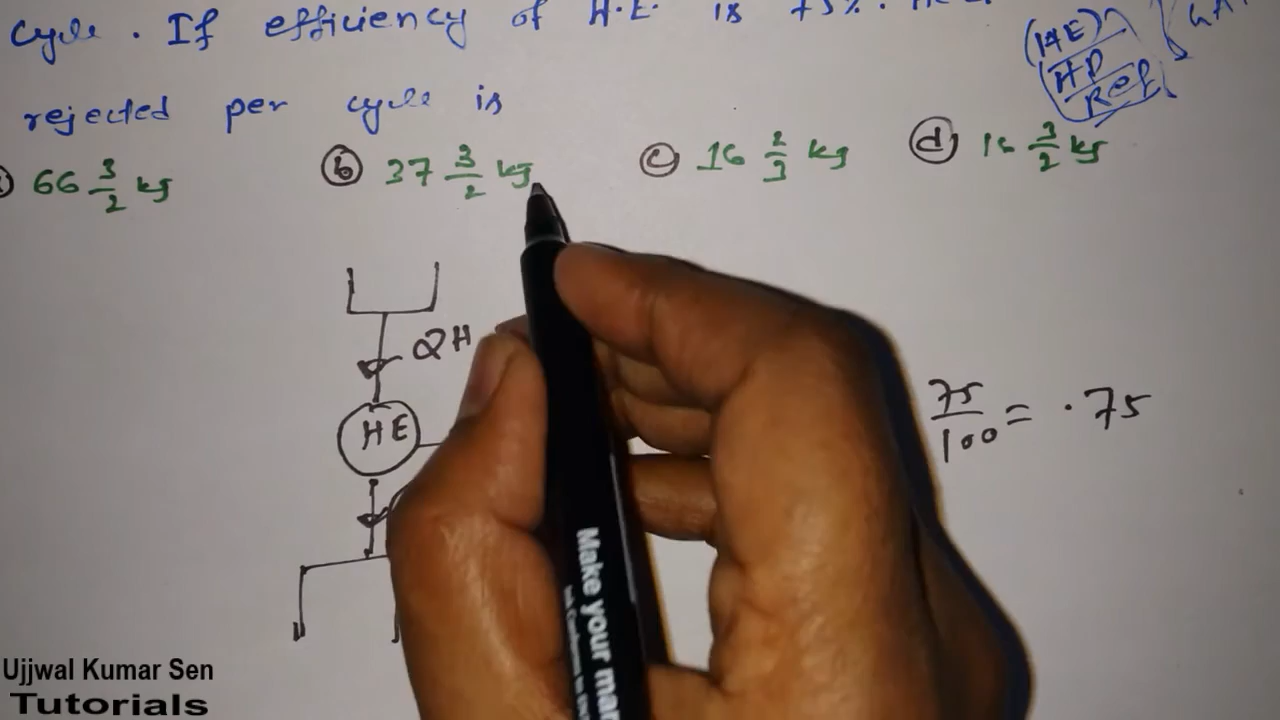 cycle. If efficiency of H.E. is 75%.
rejected per cycle is
(HE)
HP
Ref
66 3/2 kJ (b) 37 3/2 kJ (c) 16 2/3 kJ (d) 16 3/2 kJ
QH
HE
75/100 = .75
Make your mar
Ujjwal Kumar Sen
Tutorials